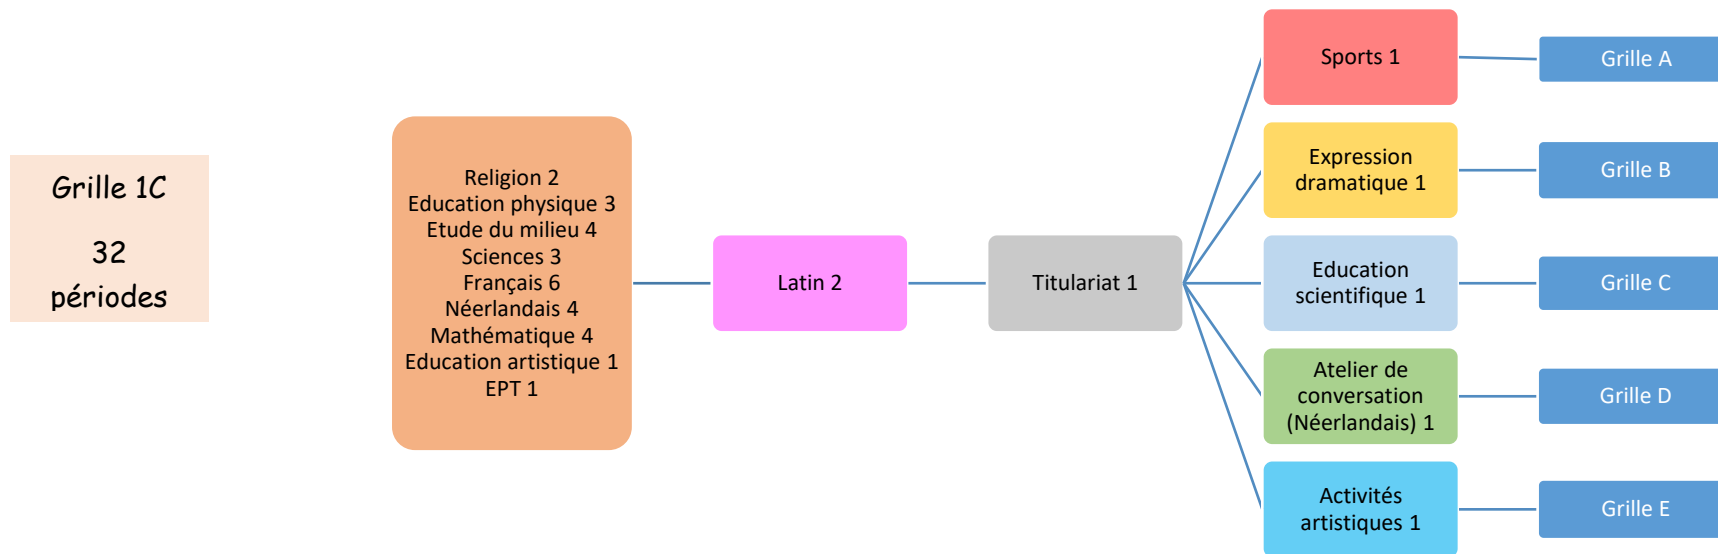 Grille 1C
32
périodes
Religion 2
Education physique 3
Etude du milieu 4
Sciences 3
Français 6
Néerlandais 4
Mathématique 4
Education artistique 1
EPT 1
Latin 2
Titulariat 1
Sports 1
Grille A
Expression
dramatique 1
Grille B
Education
scientifique 1
Grille C
Atelier de
conversation
(Néerlandais) 1
Grille D
Activités
artistiques 1
Grille E